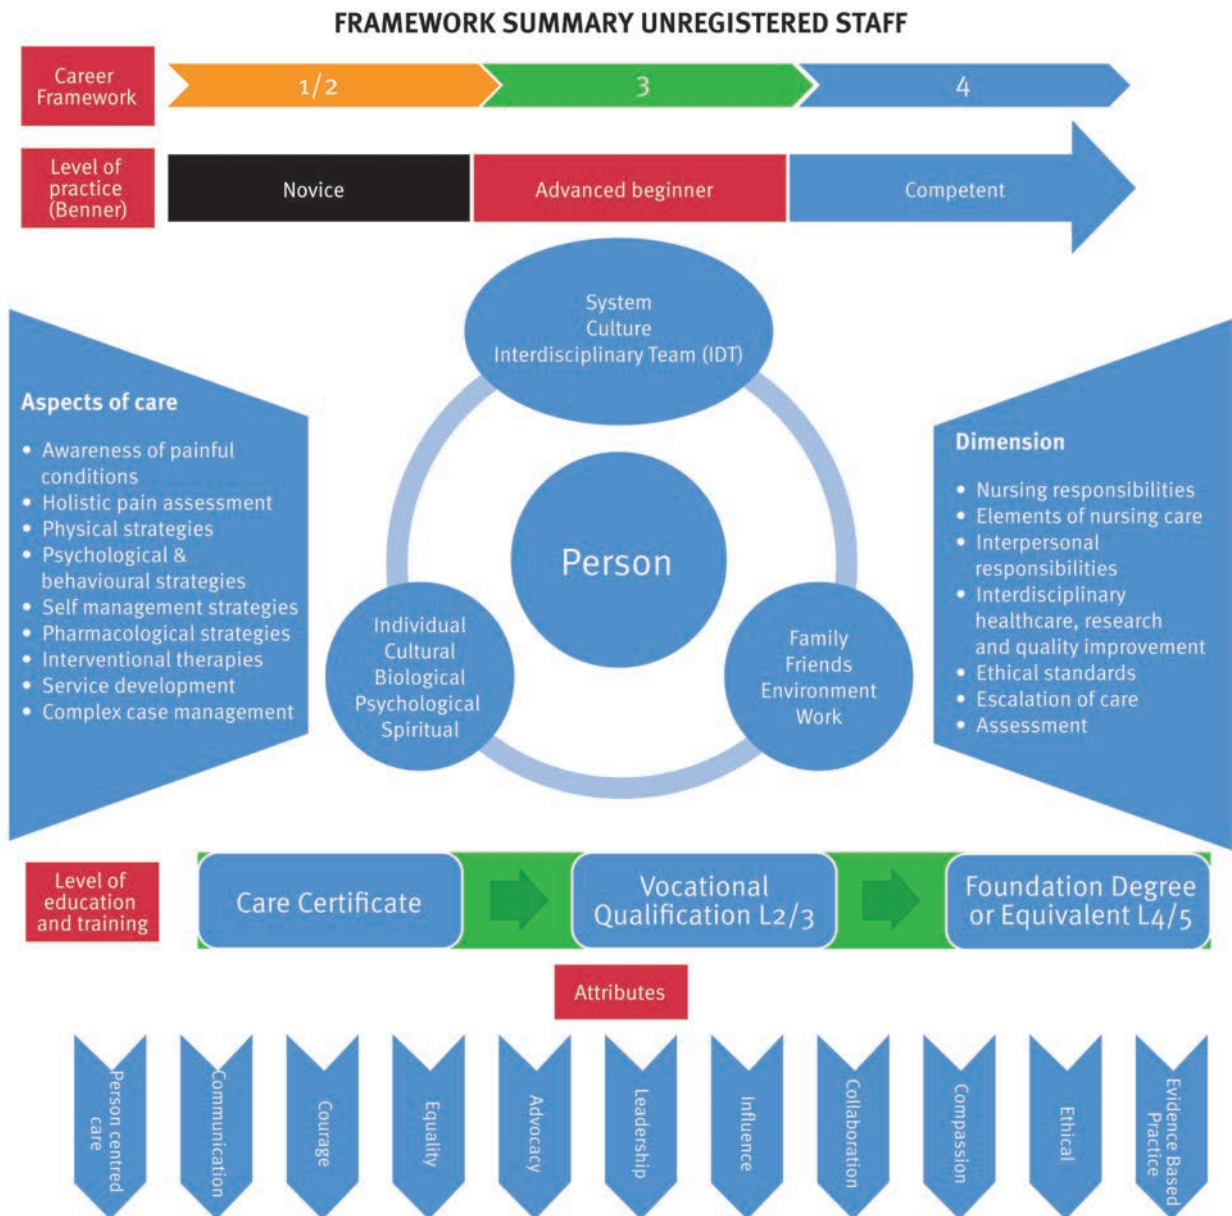 FRAMEWORK SUMMARY UNREGISTERED STAFF
Career
Framework
1/2
3
4
Level of
practice
(Benner)
Novice
Advanced beginner
Competent
System
Culture
Interdisciplinary Team (IDT)
Aspects of care
• Awareness of painful
conditions
• Holistic pain assessment
• Physical strategies
• Psychological &
behavioural strategies
• Self management strategies
• Pharmacological strategies
• Interventional therapies
• Service development
• Complex case management
Person
Individual
Cultural
Biological
Psychological
Spiritual
Family
Friends
Environment
Work
Dimension
• Nursing responsibilities
• Elements of nursing care
• Interpersonal
responsibilities
• Interdisciplinary
healthcare, research
and quality improvement
• Ethical standards
• Escalation of care
• Assessment
Level of
education
and training
Care Certificate
Vocational
Qualification L2/3
Foundation Degree
or Equivalent L4/5
Attributes
Person centred
care
Communication
Courage
Equality
Advocacy
Leadership
Influence
Collaboration
Compassion
Ethical
Evidence Based
Practice